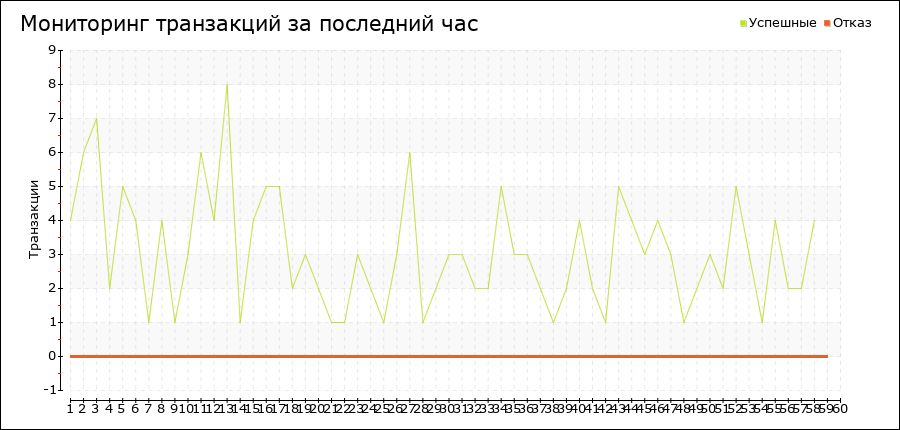 Мониторинг транзакций за последний час
Успешные Отказ
Транзакции
9
8
7
6
5
4
3
2
1
0
-1
1 2 3 4 5 6 7 8 9 10 11 12 13 14 15 16 17 18 19 20 21 22 23 24 25 26 27 28 29 30 31 32 33 34 35 36 37 38 39 40 41 42 43 44 45 46 47 48 49 50 51 52 53 54 55 56 57 58 59 60